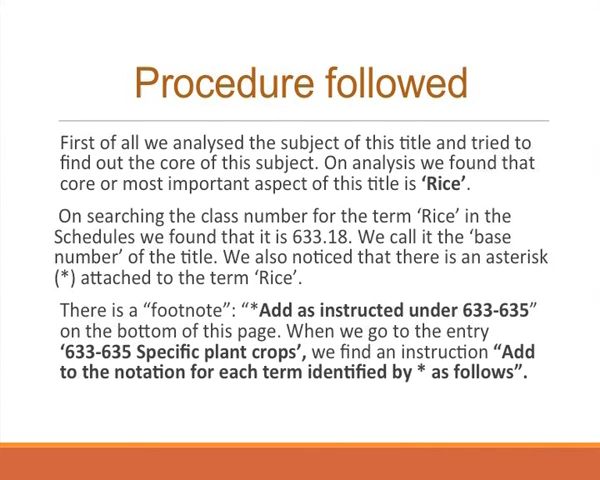 Procedure followed
First of all we analysed the subject of this title and tried to
find out the core of this subject. On analysis we found that
core or most important aspect of this title is ‘Rice’.
On searching the class number for the term ‘Rice’ in the
Schedules we found that it is 633.18. We call it the ‘base
number’ of the title. We also noticed that there is an asterisk
(*) attached to the term ‘Rice’.
There is a “footnote”: “*Add as instructed under 633-635”
on the bottom of this page. When we go to the entry
‘633-635 Specific plant crops’, we find an instruction “Add
to the notation for each term identified by * as follows”.